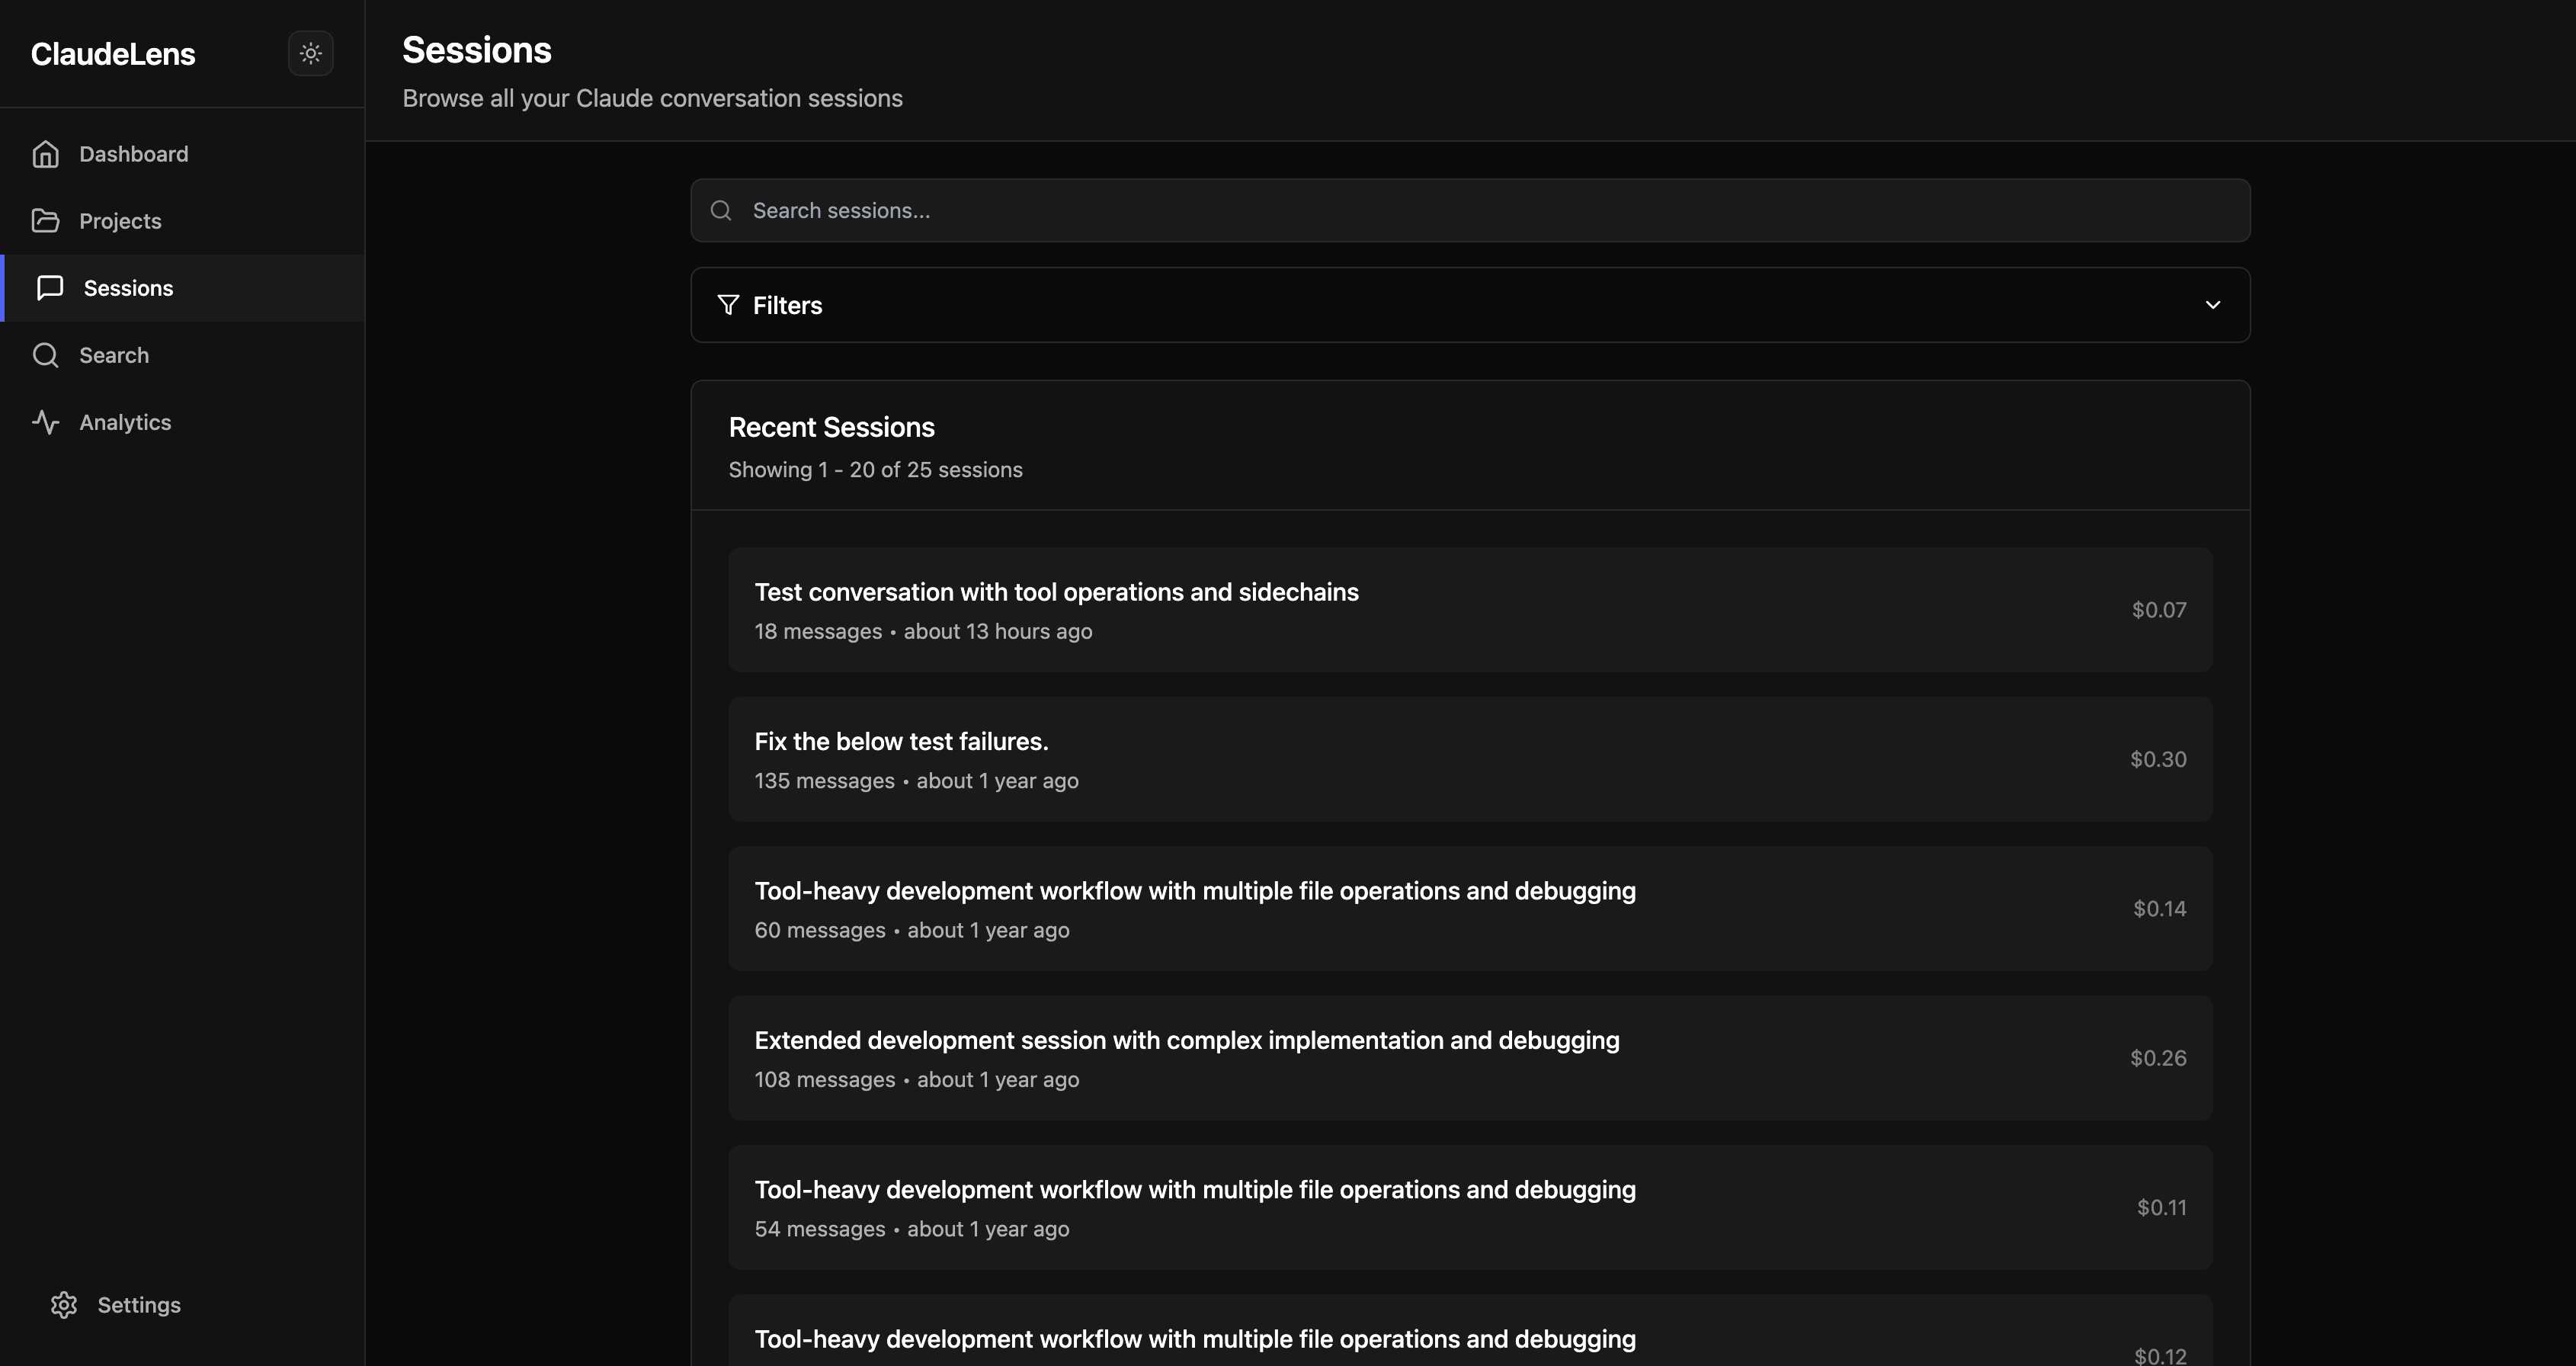 ClaudeLens
Dashboard
Projects
Sessions
Search
Analytics
Settings
Sessions
Browse all your Claude conversation sessions
Search sessions...
Filters
Recent Sessions
Showing 1 - 20 of 25 sessions
Test conversation with tool operations and sidechains
18 messages • about 13 hours ago
$0.07
Fix the below test failures.
135 messages • about 1 year ago
$0.30
Tool-heavy development workflow with multiple file operations and debugging
60 messages • about 1 year ago
$0.14
Extended development session with complex implementation and debugging
108 messages • about 1 year ago
$0.26
Tool-heavy development workflow with multiple file operations and debugging
54 messages • about 1 year ago
$0.11
Tool-heavy development workflow with multiple file operations and debugging
$0.12